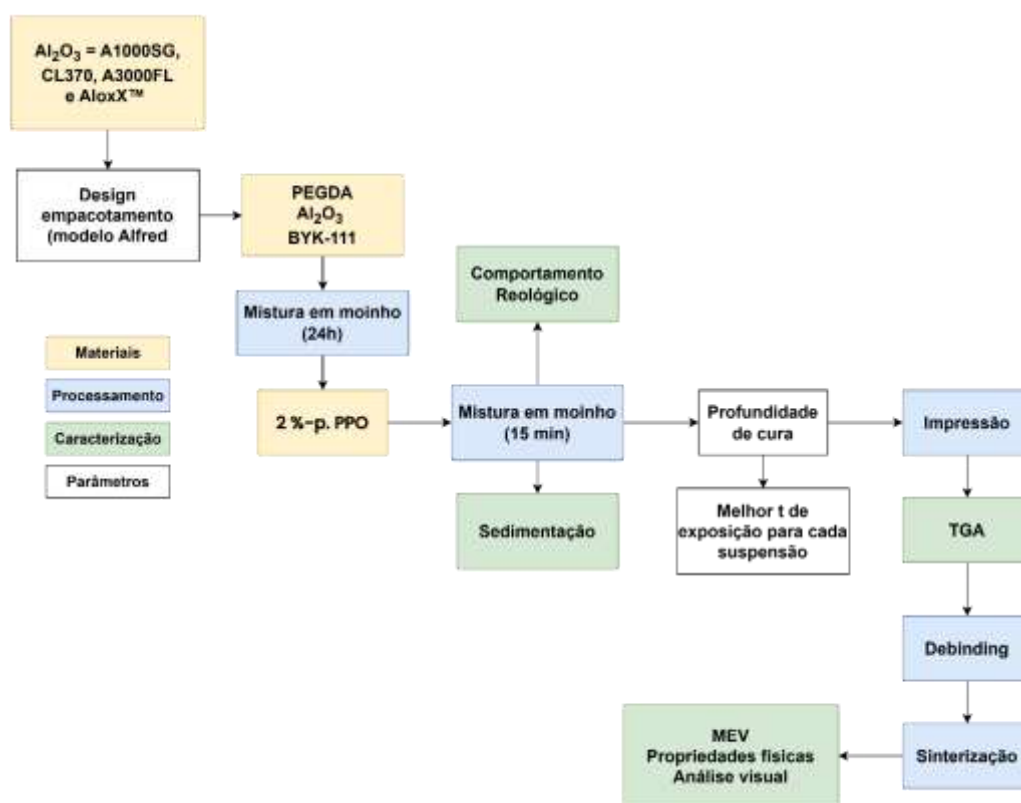 Al₂O₃ = A1000SG,
CL370, A3000FL
e AloxX™
Design
empacotamento
(modelo Alfred
PEGDA
Al₂O₃
BYK-111
Mistura em moinho
(24h)
2 %-p. PPO
Comportamento
Reológico
Mistura em moinho
(15 min)
Sedimentação
Profundidade
de cura
Melhor t de
exposição para cada
suspensão
Impressão
TGA
Debinding
Sinterização
MEV
Propriedades físicas
Análise visual
Materiais
Processamento
Caracterização
Parâmetros